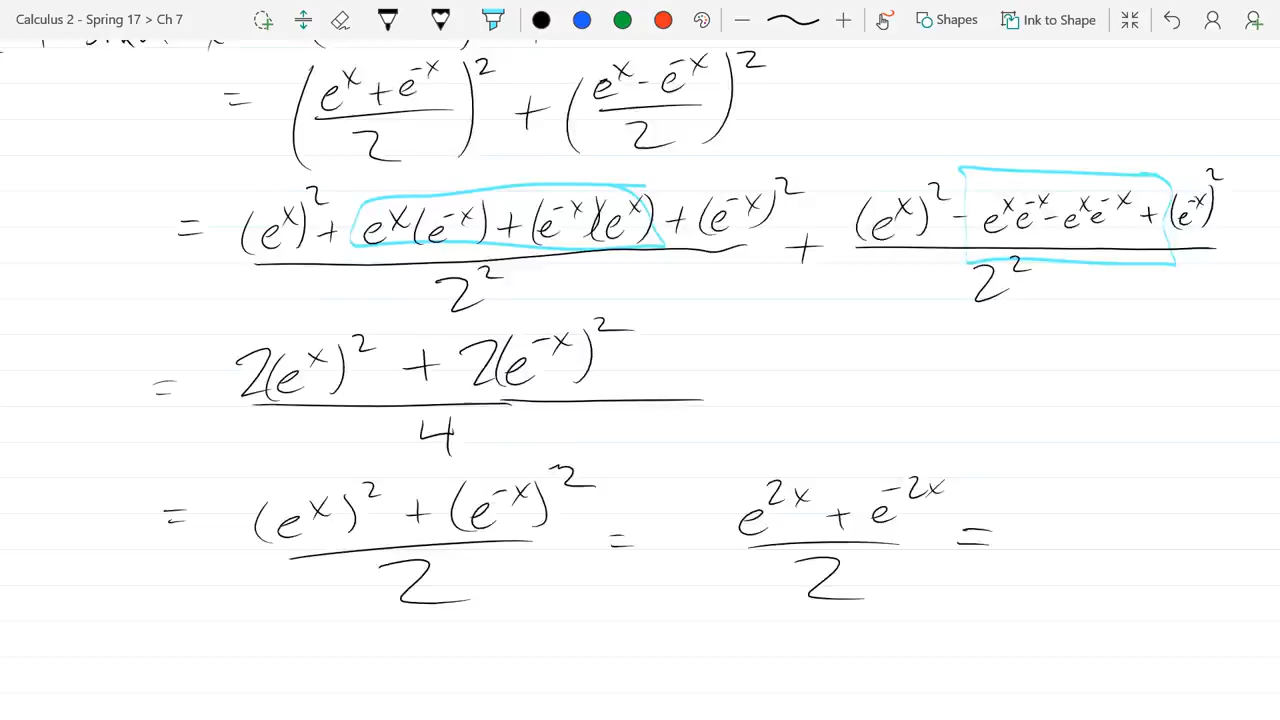 Calculus 2 - Spring 17 > Ch 7 Shapes Ink to Shape
= ((e^x + e^-x)/2)^2 + ((e^x - e^-x)/2)^2
= ((e^x)^2 + e^x(e^-x) + (e^-x)(e^x) + (e^-x)^2)/2^2 + ((e^x)^2 - e^x e^-x - e^x e^-x + (e^-x)^2)/2^2
= (2(e^x)^2 + 2(e^-x)^2)/4
= ((e^x)^2 + (e^-x)^2)/2 = (e^2x + e^-2x)/2 =